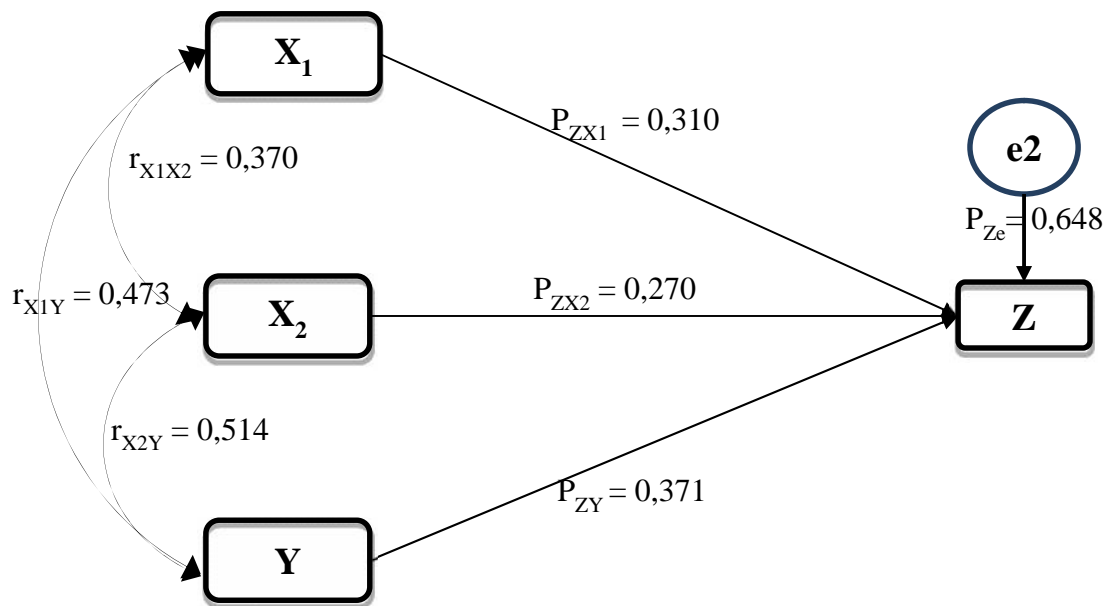 X1
PZX1 = 0,310
rX1X2 = 0,370
e2
PZe= 0,648
rX1Y = 0,473
X2
PZX2 = 0,270
Z
rX2Y = 0,514
PZY = 0,371
Y